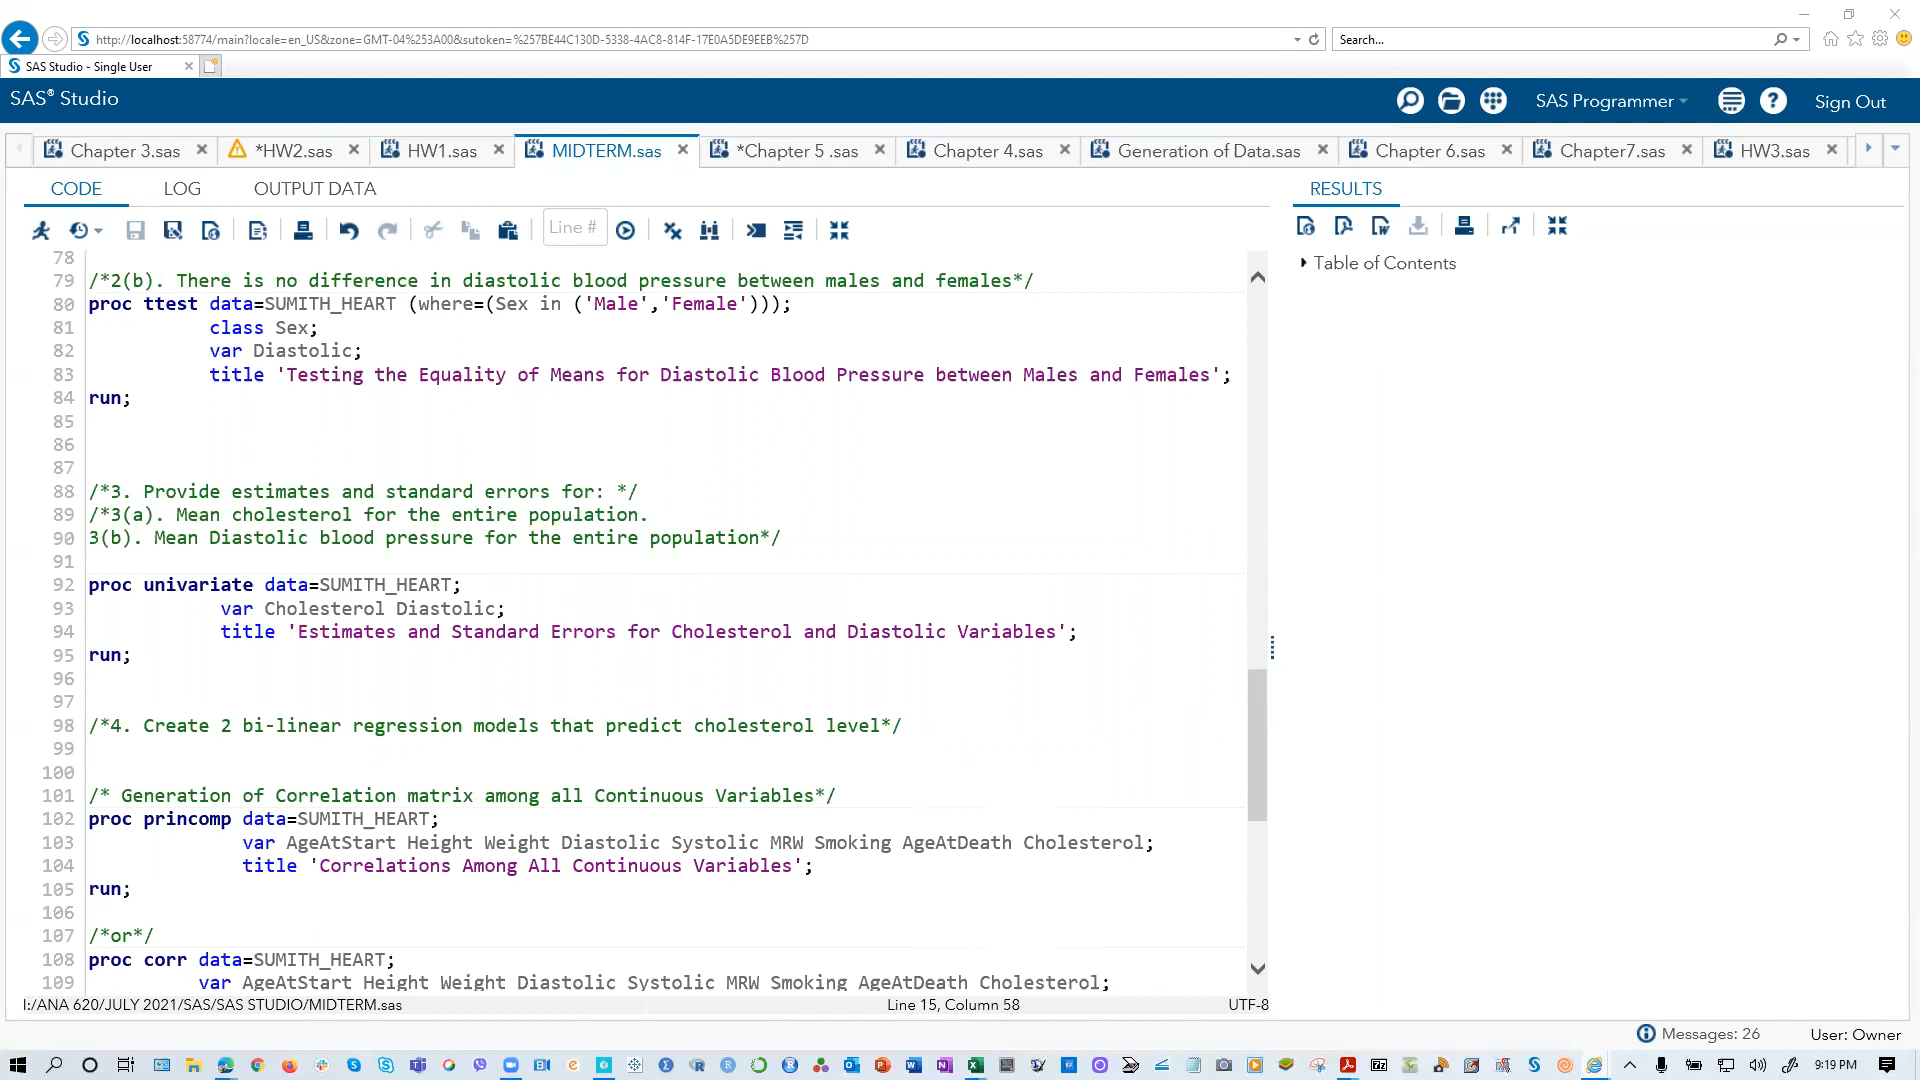 http://localhost:58774/main?locale=en_US&zone=GMT-04%253A00&sutoken=%257BE44C130D-5338-4AC8-814F-17E0A5DE9EEB%257D
Search...
SAS Studio - Single User
SAS® Studio
SAS Programmer
Sign Out
Chapter 3.sas
*HW2.sas
HW1.sas
MIDTERM.sas
*Chapter 5 .sas
Chapter 4.sas
Generation of Data.sas
Chapter 6.sas
Chapter7.sas
HW3.sas
CODE
LOG
OUTPUT DATA
RESULTS
Line #
Table of Contents
78
79 /*2(b). There is no difference in diastolic blood pressure between males and females*/
80 proc ttest data=SUMITH_HEART (where=(Sex in ('Male','Female')));
81 class Sex;
82 var Diastolic;
83 title 'Testing the Equality of Means for Diastolic Blood Pressure between Males and Females';
84 run;
85
86
87
88 /*3. Provide estimates and standard errors for: */
89 /*3(a). Mean cholesterol for the entire population.
90 3(b). Mean Diastolic blood pressure for the entire population*/
91
92 proc univariate data=SUMITH_HEART;
93 var Cholesterol Diastolic;
94 title 'Estimates and Standard Errors for Cholesterol and Diastolic Variables';
95 run;
96
97
98 /*4. Create 2 bi-linear regression models that predict cholesterol level*/
99
100
101 /* Generation of Correlation matrix among all Continuous Variables*/
102 proc princomp data=SUMITH_HEART;
103 var AgeAtStart Height Weight Diastolic Systolic MRW Smoking AgeAtDeath Cholesterol;
104 title 'Correlations Among All Continuous Variables';
105 run;
106
107 /*or*/
108 proc corr data=SUMITH_HEART;
109 var AgeAtStart Height Weight Diastolic Systolic MRW Smoking AgeAtDeath Cholesterol;
I:/ANA 620/JULY 2021/SAS/SAS STUDIO/MIDTERM.sas
Line 15, Column 58
UTF-8
Messages: 26
User: Owner
9:19 PM